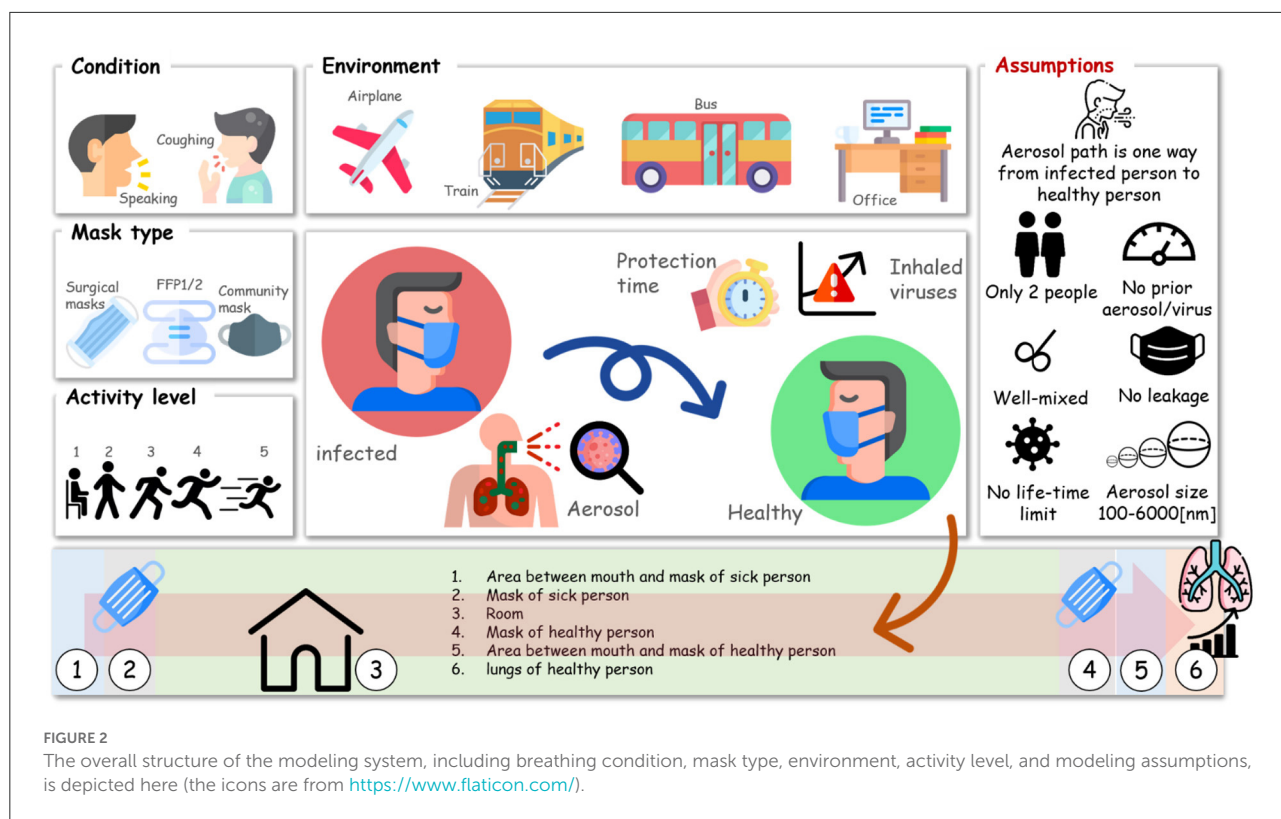 Condition
Coughing
Speaking
Environment
Airplane
Train
Bus
Office
Assumptions
Aerosol path is one way
from infected person to
healthy person
Only 2 people
No prior
aerosol/virus
Well-mixed
No leakage
No life-time
limit
Aerosol size
100-6000[nm]
Mask type
Surgical
masks
FFP1/2
Community
mask
Activity level
1 2 3 4 5
infected
Aerosol
Protection
time
Inhaled
viruses
Healthy
1. Area between mouth and mask of sick person
2. Mask of sick person
3. Room
4. Mask of healthy person
5. Area between mouth and mask of healthy person
6. lungs of healthy person
1 2 3 4 5 6
FIGURE 2
The overall structure of the modeling system, including breathing condition, mask type, environment, activity level, and modeling assumptions,
is depicted here (the icons are from https://www.flaticon.com/).